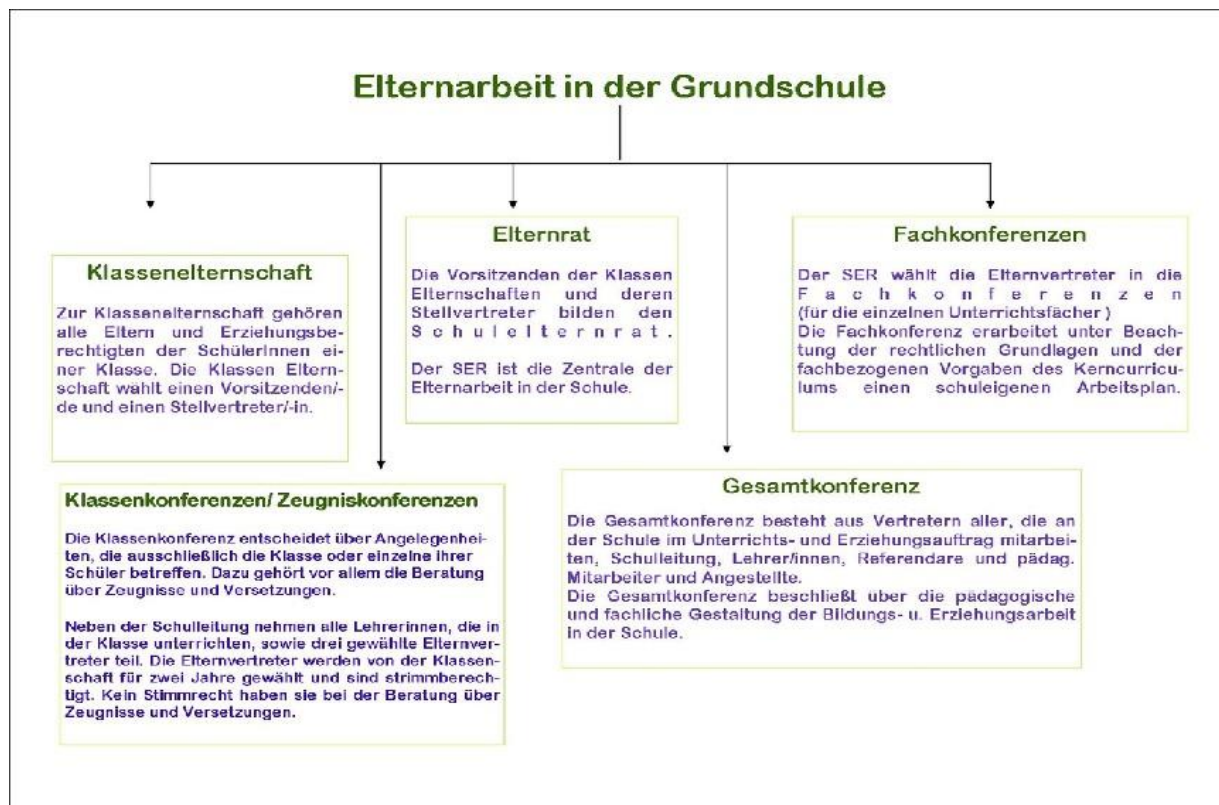 Elternarbeit in der Grundschule
Klassenelternschaft
Zur Klassenelternschaft gehören
alle Eltern und Erziehungsbe-
rechtigten der SchülerInnen ei-
ner Klasse. Die Klassen Eltern-
schaft wählt einen Vorsitzenden/-
de und einen Stellvertreter/-in.
Elternrat
Die Vorsitzenden der Klassen
Elternschaften und deren
Stellvertreter bilden den
Schulelternrat.
Der SER ist die Zentrale der
Elternarbeit in der Schule.
Fachkonferenzen
Der SER wählt die Elternvertreter in die
Fachkonferenzen
(für die einzelnen Unterrichtsfächer )
Die Fachkonferenz erarbeitet unter Beach-
tung der rechtlichen Grundlagen und der
fachbezogenen Vorgaben des Kerncurricu-
lums einen schuleigenen Arbeitsplan.
Klassenkonferenzen/ Zeugniskonferenzen
Die Klassenkonferenz entscheidet über Angelegenhei-
ten, die ausschließlich die Klasse oder einzelne ihrer
Schüler betreffen. Dazu gehört vor allem die Beratung
über Zeugnisse und Versetzungen.
Neben der Schulleitung nehmen alle Lehrerinnen, die in
der Klasse unterrichten, sowie drei gewählte Elternver-
treter teil. Die Elternvertreter werden von der Klassen-
schaft für zwei Jahre gewählt und sind strimmberech-
tigt. Kein Stimmrecht haben sie bei der Beratung über
Zeugnisse und Versetzungen.
Gesamtkonferenz
Die Gesamtkonferenz besteht aus Vertretern aller, die an
der Schule im Unterrichts- und Erziehungsauftrag mitarbei-
ten, Schulleitung, Lehrer/innen, Referendare und pädag.
Mitarbeiter und Angestellte.
Die Gesamtkonferenz beschließt über die pädagogische
und fachliche Gestaltung der Bildungs- u. Erziehungsarbeit
in der Schule.